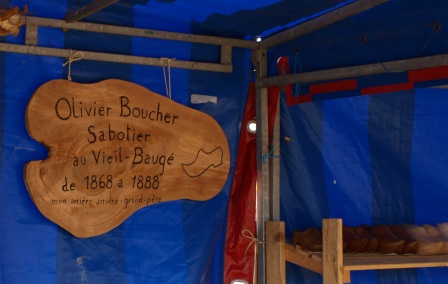 Olivier Boucher
Sabotier
au Vieil-Baugé
de 1868 a 1888
mon arrière arrière-grand-père